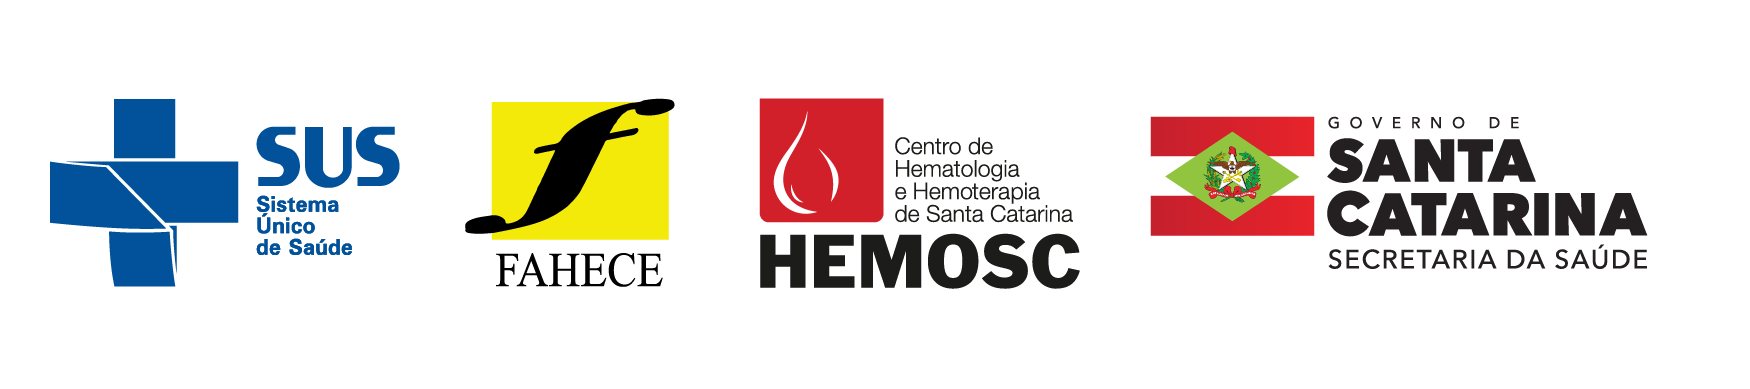 SUS
Sistema
Único
de Saúde
FAHECE
Centro de
Hematologia
e Hemoterapia
de Santa Catarina
HEMOSC
GOVERNO DE
SANTA
CATARINA
SECRETARIA DA SAÚDE